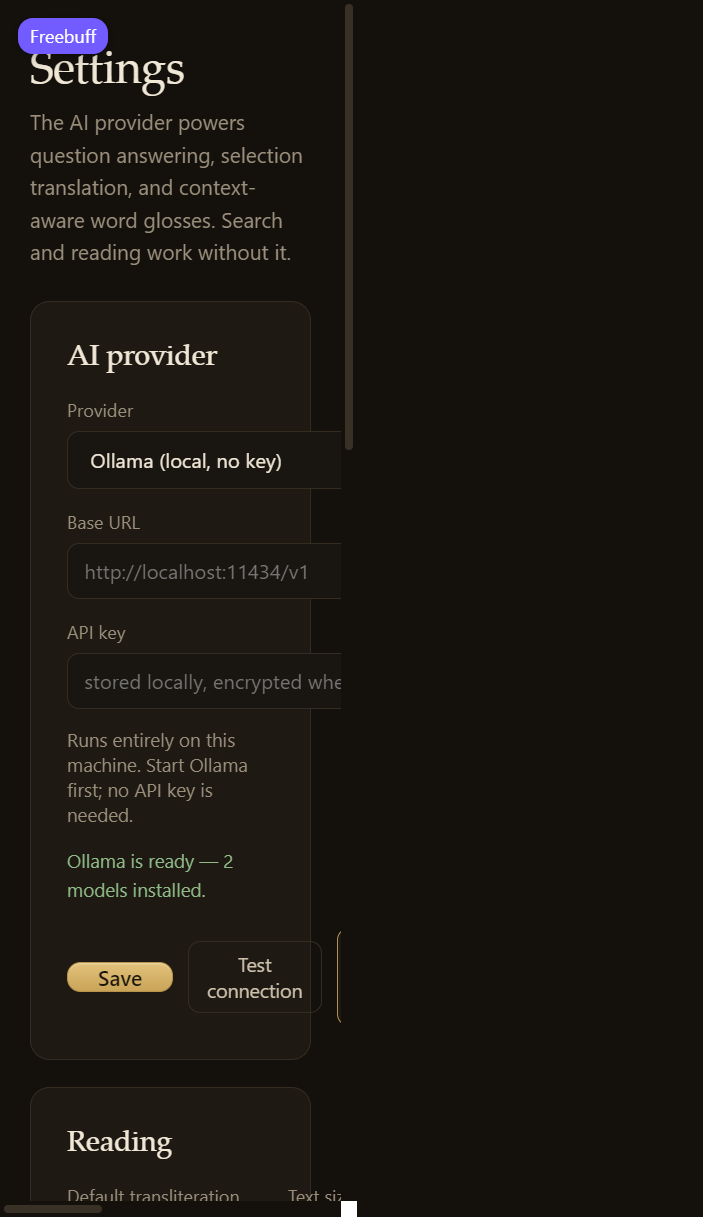 Freebuff
Settings
The AI provider powers
question answering, selection
translation, and context-
aware word glosses. Search
and reading work without it.
AI provider
Provider
Ollama (local, no key)
Base URL
http://localhost:11434/v1
API key
stored locally, encrypted whe
Runs entirely on this
machine. Start Ollama
first; no API key is
needed.
Ollama is ready — 2
models installed.
Save
Test
connection
Reading
Default transliteration Text siz